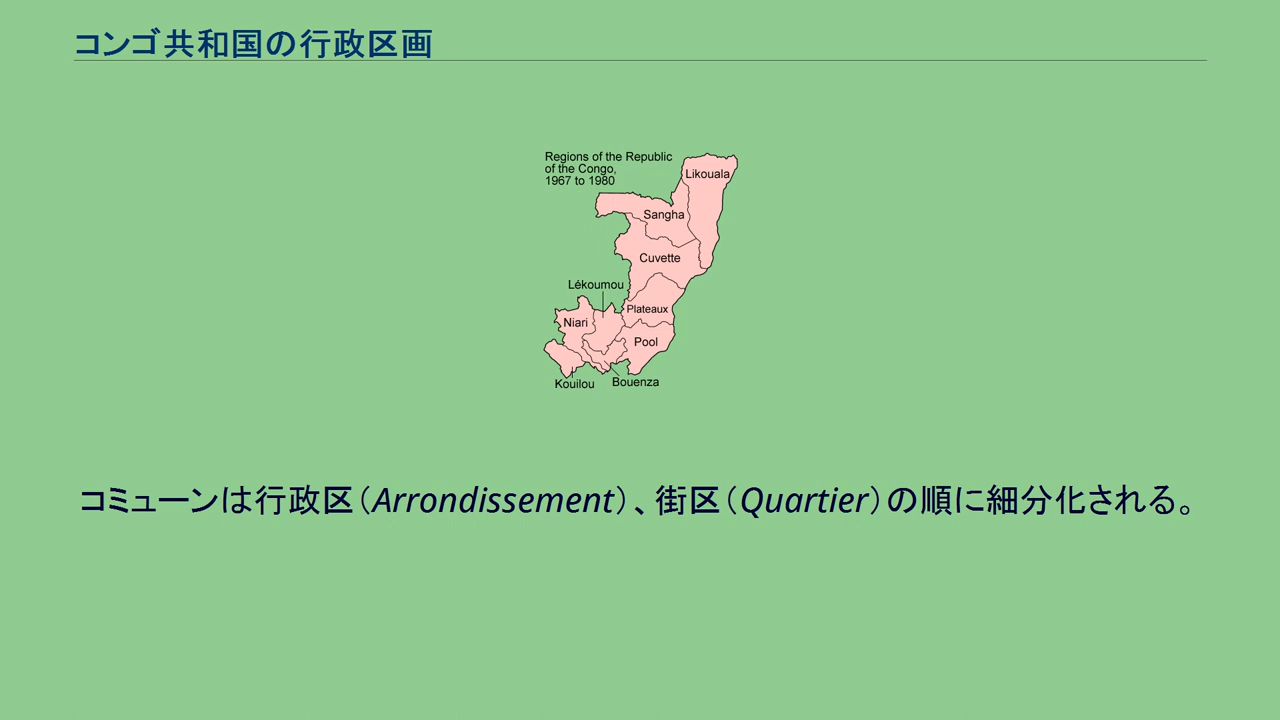 コンゴ共和国の行政区画
Regions of the Republic
of the Congo,
1967 to 1980
Likouala
Sangha
Cuvette
Lékoumou
Plateaux
Niari
Pool
Kouilou
Bouenza
コミューンは行政区（Arrondissement）、街区（Quartier）の順に細分化される。